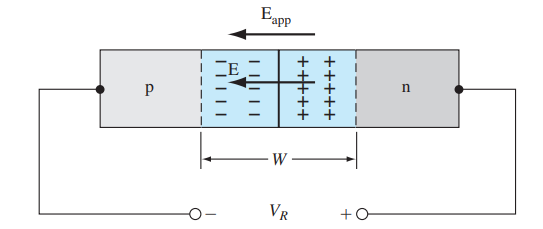 E_app
E
p
n
− − + +
− − + +
− − + +
− − + +
− − + +
W
− V_R +